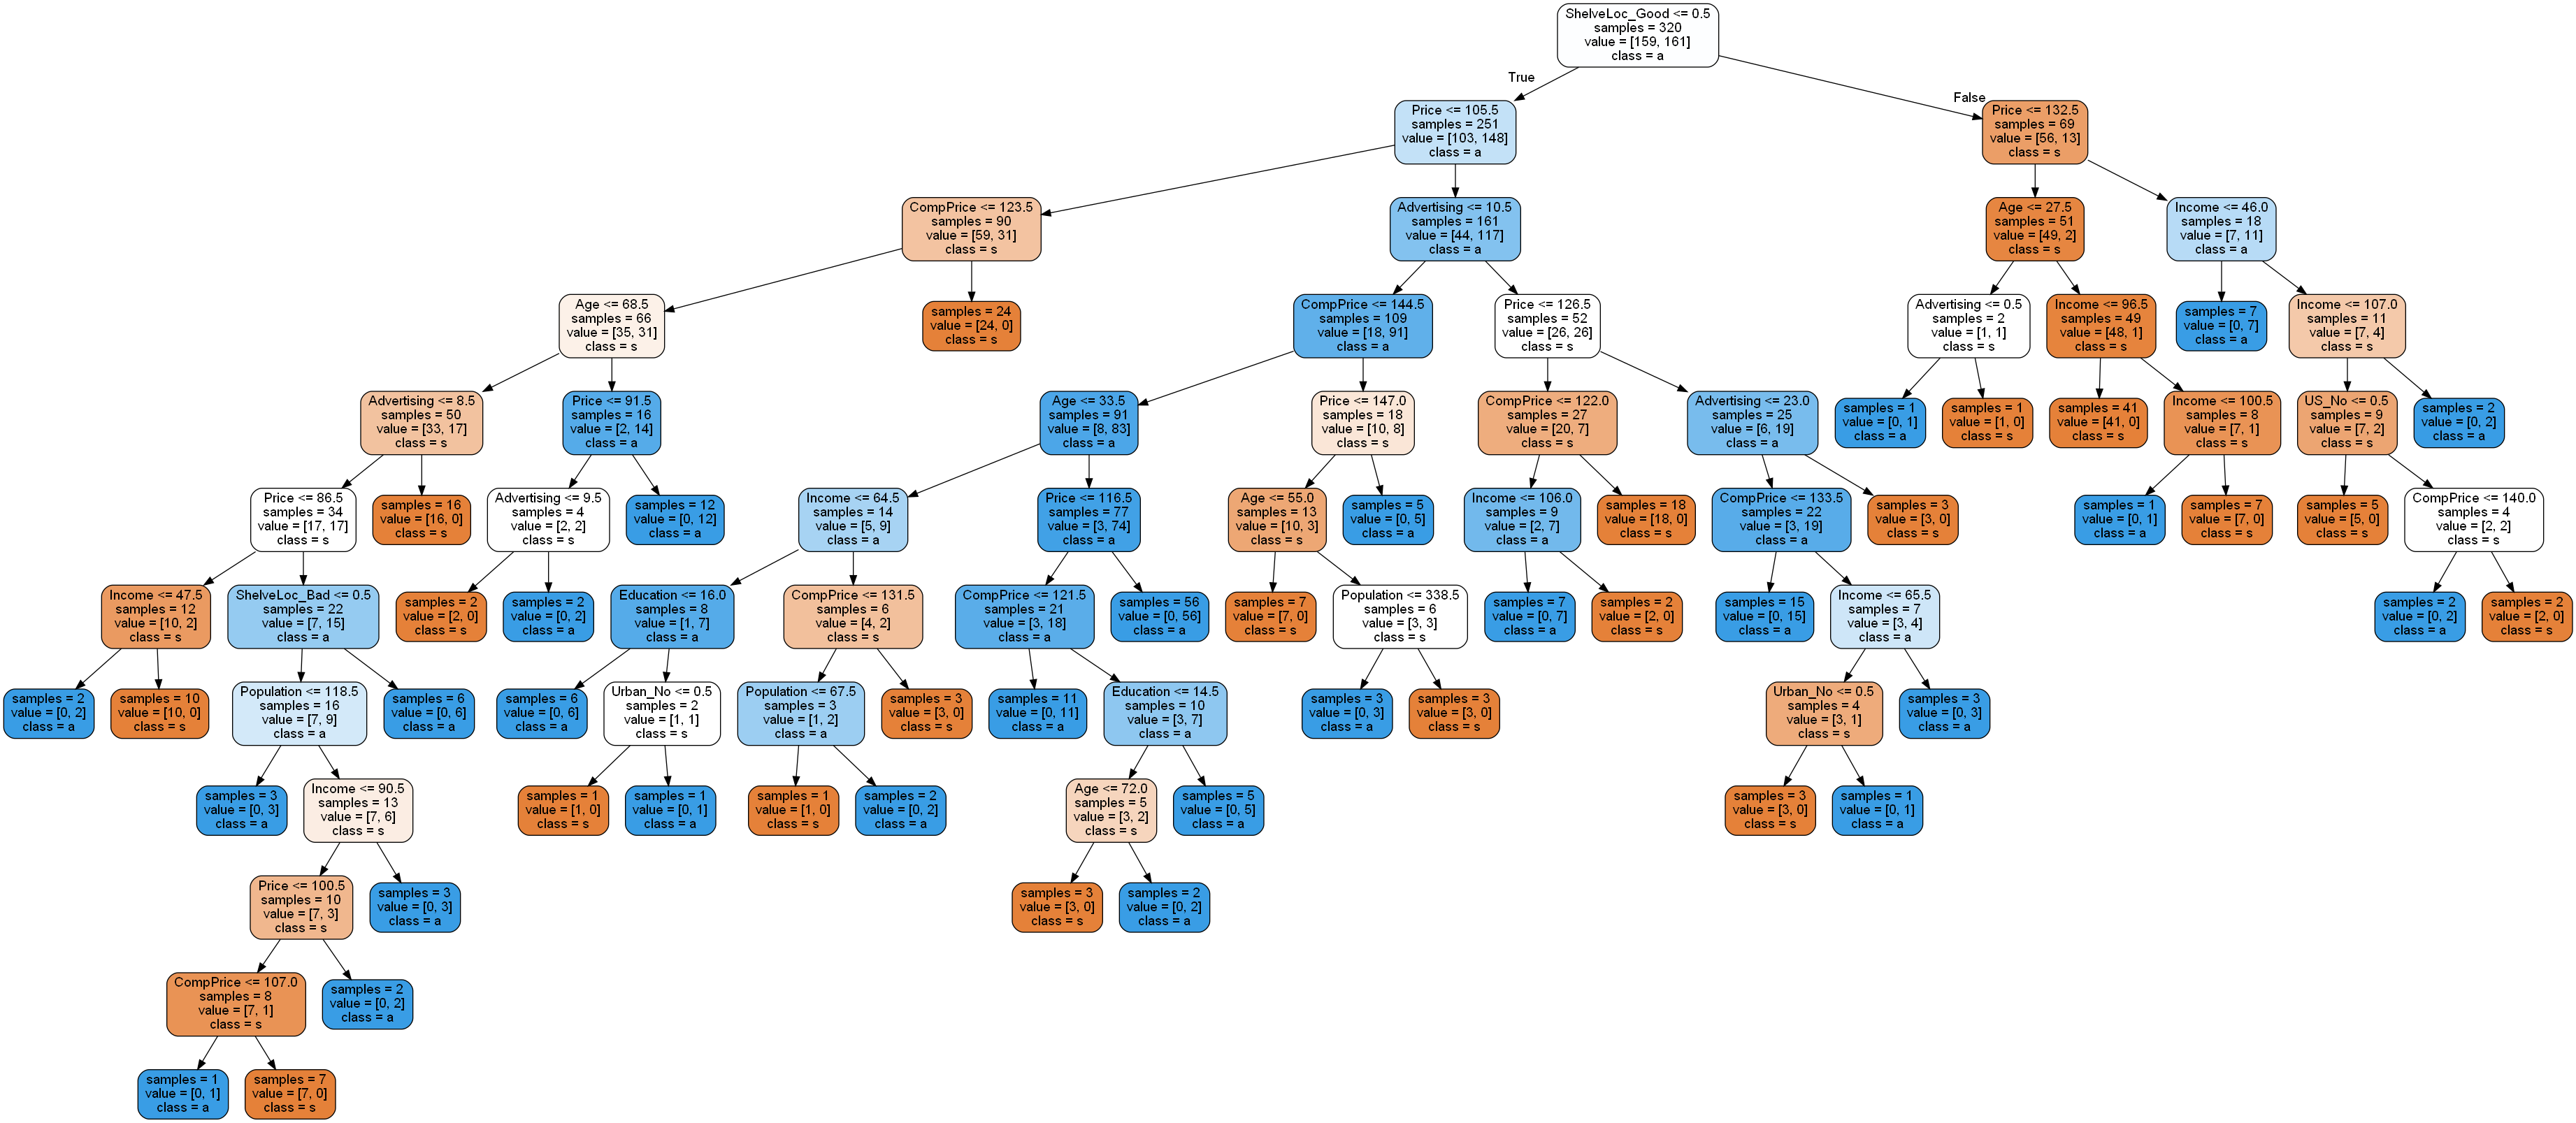 ShelveLoc_Good <= 0.5
samples = 320
value = [159, 161]
class = a
True
False
Price <= 105.5
samples = 251
value = [103, 148]
class = a
Price <= 132.5
samples = 69
value = [56, 13]
class = s
CompPrice <= 123.5
samples = 90
value = [59, 31]
class = s
Advertising <= 10.5
samples = 161
value = [44, 117]
class = a
Age <= 27.5
samples = 51
value = [49, 2]
class = s
Income <= 46.0
samples = 18
value = [7, 11]
class = a
Age <= 68.5
samples = 66
value = [35, 31]
class = s
samples = 24
value = [24, 0]
class = s
CompPrice <= 144.5
samples = 109
value = [18, 91]
class = a
Price <= 126.5
samples = 52
value = [26, 26]
class = s
Advertising <= 0.5
samples = 2
value = [1, 1]
class = s
Income <= 96.5
samples = 49
value = [48, 1]
class = s
samples = 7
value = [0, 7]
class = a
Income <= 107.0
samples = 11
value = [7, 4]
class = s
Advertising <= 8.5
samples = 50
value = [33, 17]
class = s
Price <= 91.5
samples = 16
value = [2, 14]
class = a
Age <= 33.5
samples = 91
value = [8, 83]
class = a
Price <= 147.0
samples = 18
value = [10, 8]
class = s
CompPrice <= 122.0
samples = 27
value = [20, 7]
class = s
Advertising <= 23.0
samples = 25
value = [6, 19]
class = a
samples = 1
value = [0, 1]
class = a
samples = 1
value = [1, 0]
class = s
samples = 41
value = [41, 0]
class = s
Income <= 100.5
samples = 8
value = [7, 1]
class = s
US_No <= 0.5
samples = 9
value = [7, 2]
class = s
samples = 2
value = [0, 2]
class = a
Price <= 86.5
samples = 34
value = [17, 17]
class = s
samples = 16
value = [16, 0]
class = s
Advertising <= 9.5
samples = 4
value = [2, 2]
class = s
samples = 12
value = [0, 12]
class = a
Income <= 64.5
samples = 14
value = [5, 9]
class = a
Price <= 116.5
samples = 77
value = [3, 74]
class = a
Age <= 55.0
samples = 13
value = [10, 3]
class = s
samples = 5
value = [0, 5]
class = a
Income <= 106.0
samples = 9
value = [2, 7]
class = a
samples = 18
value = [18, 0]
class = s
CompPrice <= 133.5
samples = 22
value = [3, 19]
class = a
samples = 3
value = [3, 0]
class = s
samples = 1
value = [0, 1]
class = a
samples = 7
value = [7, 0]
class = s
samples = 5
value = [5, 0]
class = s
CompPrice <= 140.0
samples = 4
value = [2, 2]
class = s
Income <= 47.5
samples = 12
value = [10, 2]
class = s
ShelveLoc_Bad <= 0.5
samples = 22
value = [7, 15]
class = a
samples = 2
value = [2, 0]
class = s
samples = 2
value = [0, 2]
class = a
Education <= 16.0
samples = 8
value = [1, 7]
class = a
CompPrice <= 131.5
samples = 6
value = [4, 2]
class = s
CompPrice <= 121.5
samples = 21
value = [3, 18]
class = a
samples = 56
value = [0, 56]
class = a
samples = 7
value = [7, 0]
class = s
Population <= 338.5
samples = 6
value = [3, 3]
class = s
samples = 7
value = [0, 7]
class = a
samples = 2
value = [2, 0]
class = s
samples = 15
value = [0, 15]
class = a
Income <= 65.5
samples = 7
value = [3, 4]
class = a
samples = 2
value = [0, 2]
class = a
samples = 2
value = [2, 0]
class = s
samples = 2
value = [0, 2]
class = a
samples = 10
value = [10, 0]
class = s
Population <= 118.5
samples = 16
value = [7, 9]
class = a
samples = 6
value = [0, 6]
class = a
samples = 6
value = [0, 6]
class = a
Urban_No <= 0.5
samples = 2
value = [1, 1]
class = s
Population <= 67.5
samples = 3
value = [1, 2]
class = a
samples = 3
value = [3, 0]
class = s
samples = 11
value = [0, 11]
class = a
Education <= 14.5
samples = 10
value = [3, 7]
class = a
samples = 3
value = [0, 3]
class = a
samples = 3
value = [3, 0]
class = s
Urban_No <= 0.5
samples = 4
value = [3, 1]
class = s
samples = 3
value = [0, 3]
class = a
samples = 3
value = [0, 3]
class = a
Income <= 90.5
samples = 13
value = [7, 6]
class = s
samples = 1
value = [1, 0]
class = s
samples = 1
value = [0, 1]
class = a
samples = 1
value = [1, 0]
class = s
samples = 2
value = [0, 2]
class = a
Age <= 72.0
samples = 5
value = [3, 2]
class = s
samples = 5
value = [0, 5]
class = a
samples = 3
value = [3, 0]
class = s
samples = 1
value = [0, 1]
class = a
Price <= 100.5
samples = 10
value = [7, 3]
class = s
samples = 3
value = [0, 3]
class = a
samples = 3
value = [3, 0]
class = s
samples = 2
value = [0, 2]
class = a
CompPrice <= 107.0
samples = 8
value = [7, 1]
class = s
samples = 2
value = [0, 2]
class = a
samples = 1
value = [0, 1]
class = a
samples = 7
value = [7, 0]
class = s